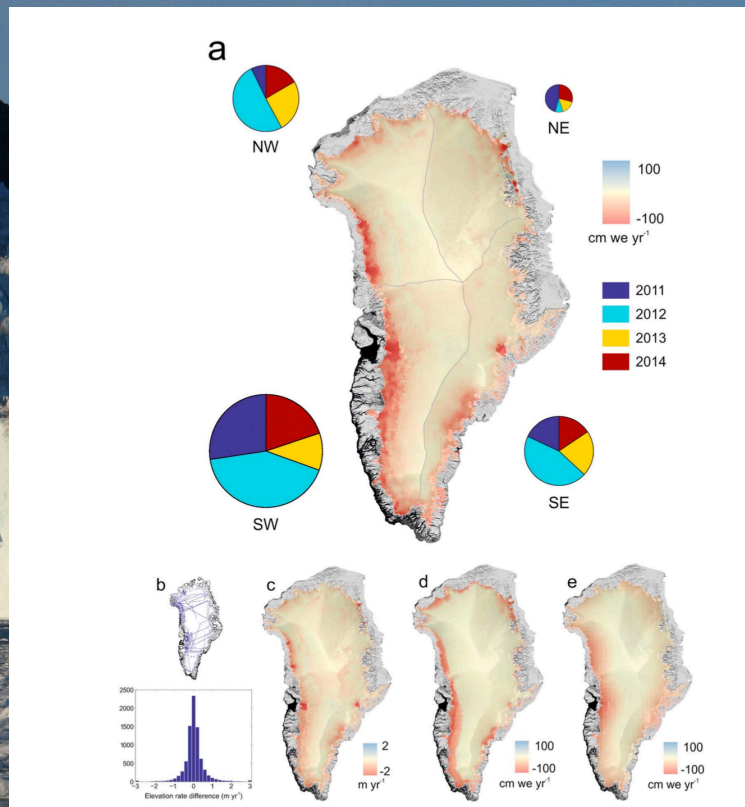 a
NW
NE
100
-100
cm we yr⁻¹
2011
2012
2013
2014
SW
SE
b
c
d
e
2500
2000
1500
1000
500
0
−3 −2 −1 0 1 2 3
Elevation rate difference (m yr⁻¹)
2
-2
m yr⁻¹
100
-100
cm we yr⁻¹
100
-100
cm we yr⁻¹